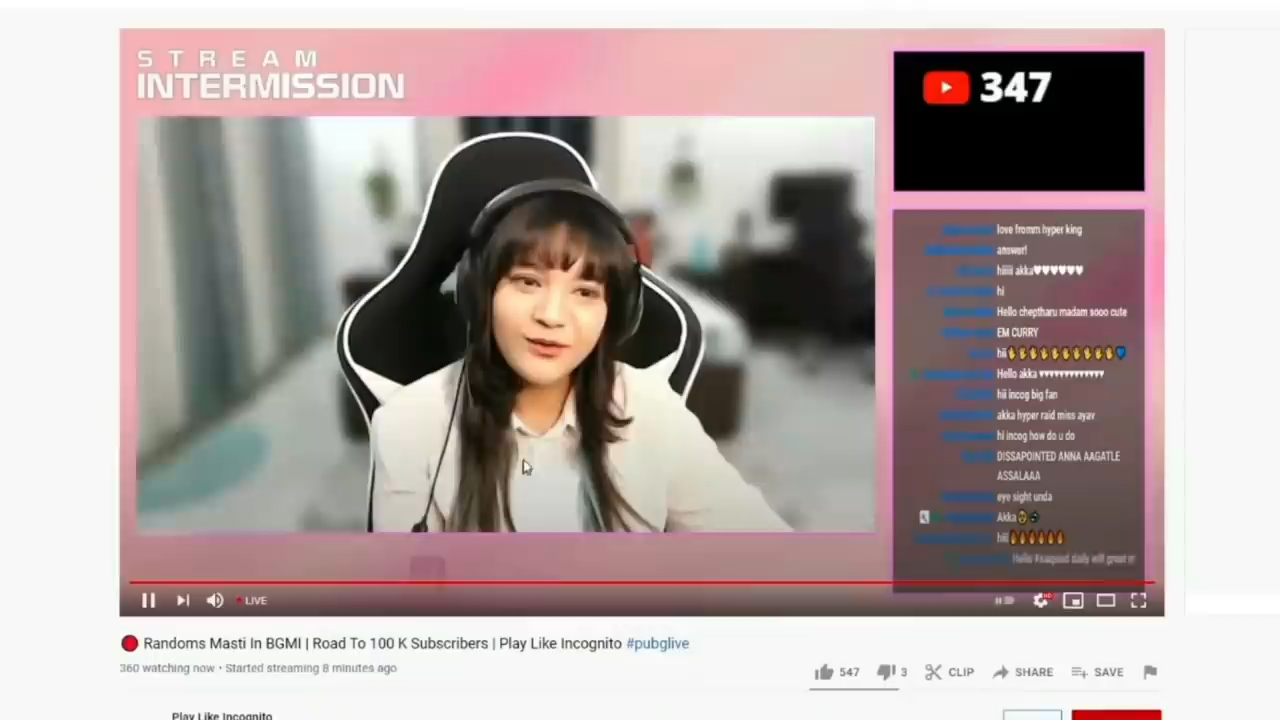 STREAM
INTERMISSION
347
love fromm hyper king
answer!
hiiiii akka♥♥♥♥♥♥
hi
Hello cheptharu madam sooo cute
EM CURRY
hii
Hello akka ♥♥♥♥♥♥♥♥♥♥♥♥♥
hii incog big fan
akka hyper raid miss ayav
hi incog how do u do
DISSAPOINTED ANNA AAGATLE
ASSALAAA
eye sight unda
Akka
hii
LIVE
Randoms Masti In BGMI | Road To 100 K Subscribers | Play Like Incognito #pubglive
360 watching now • Started streaming 8 minutes ago
547
3
CLIP
SHARE
SAVE
Play Like Incognito